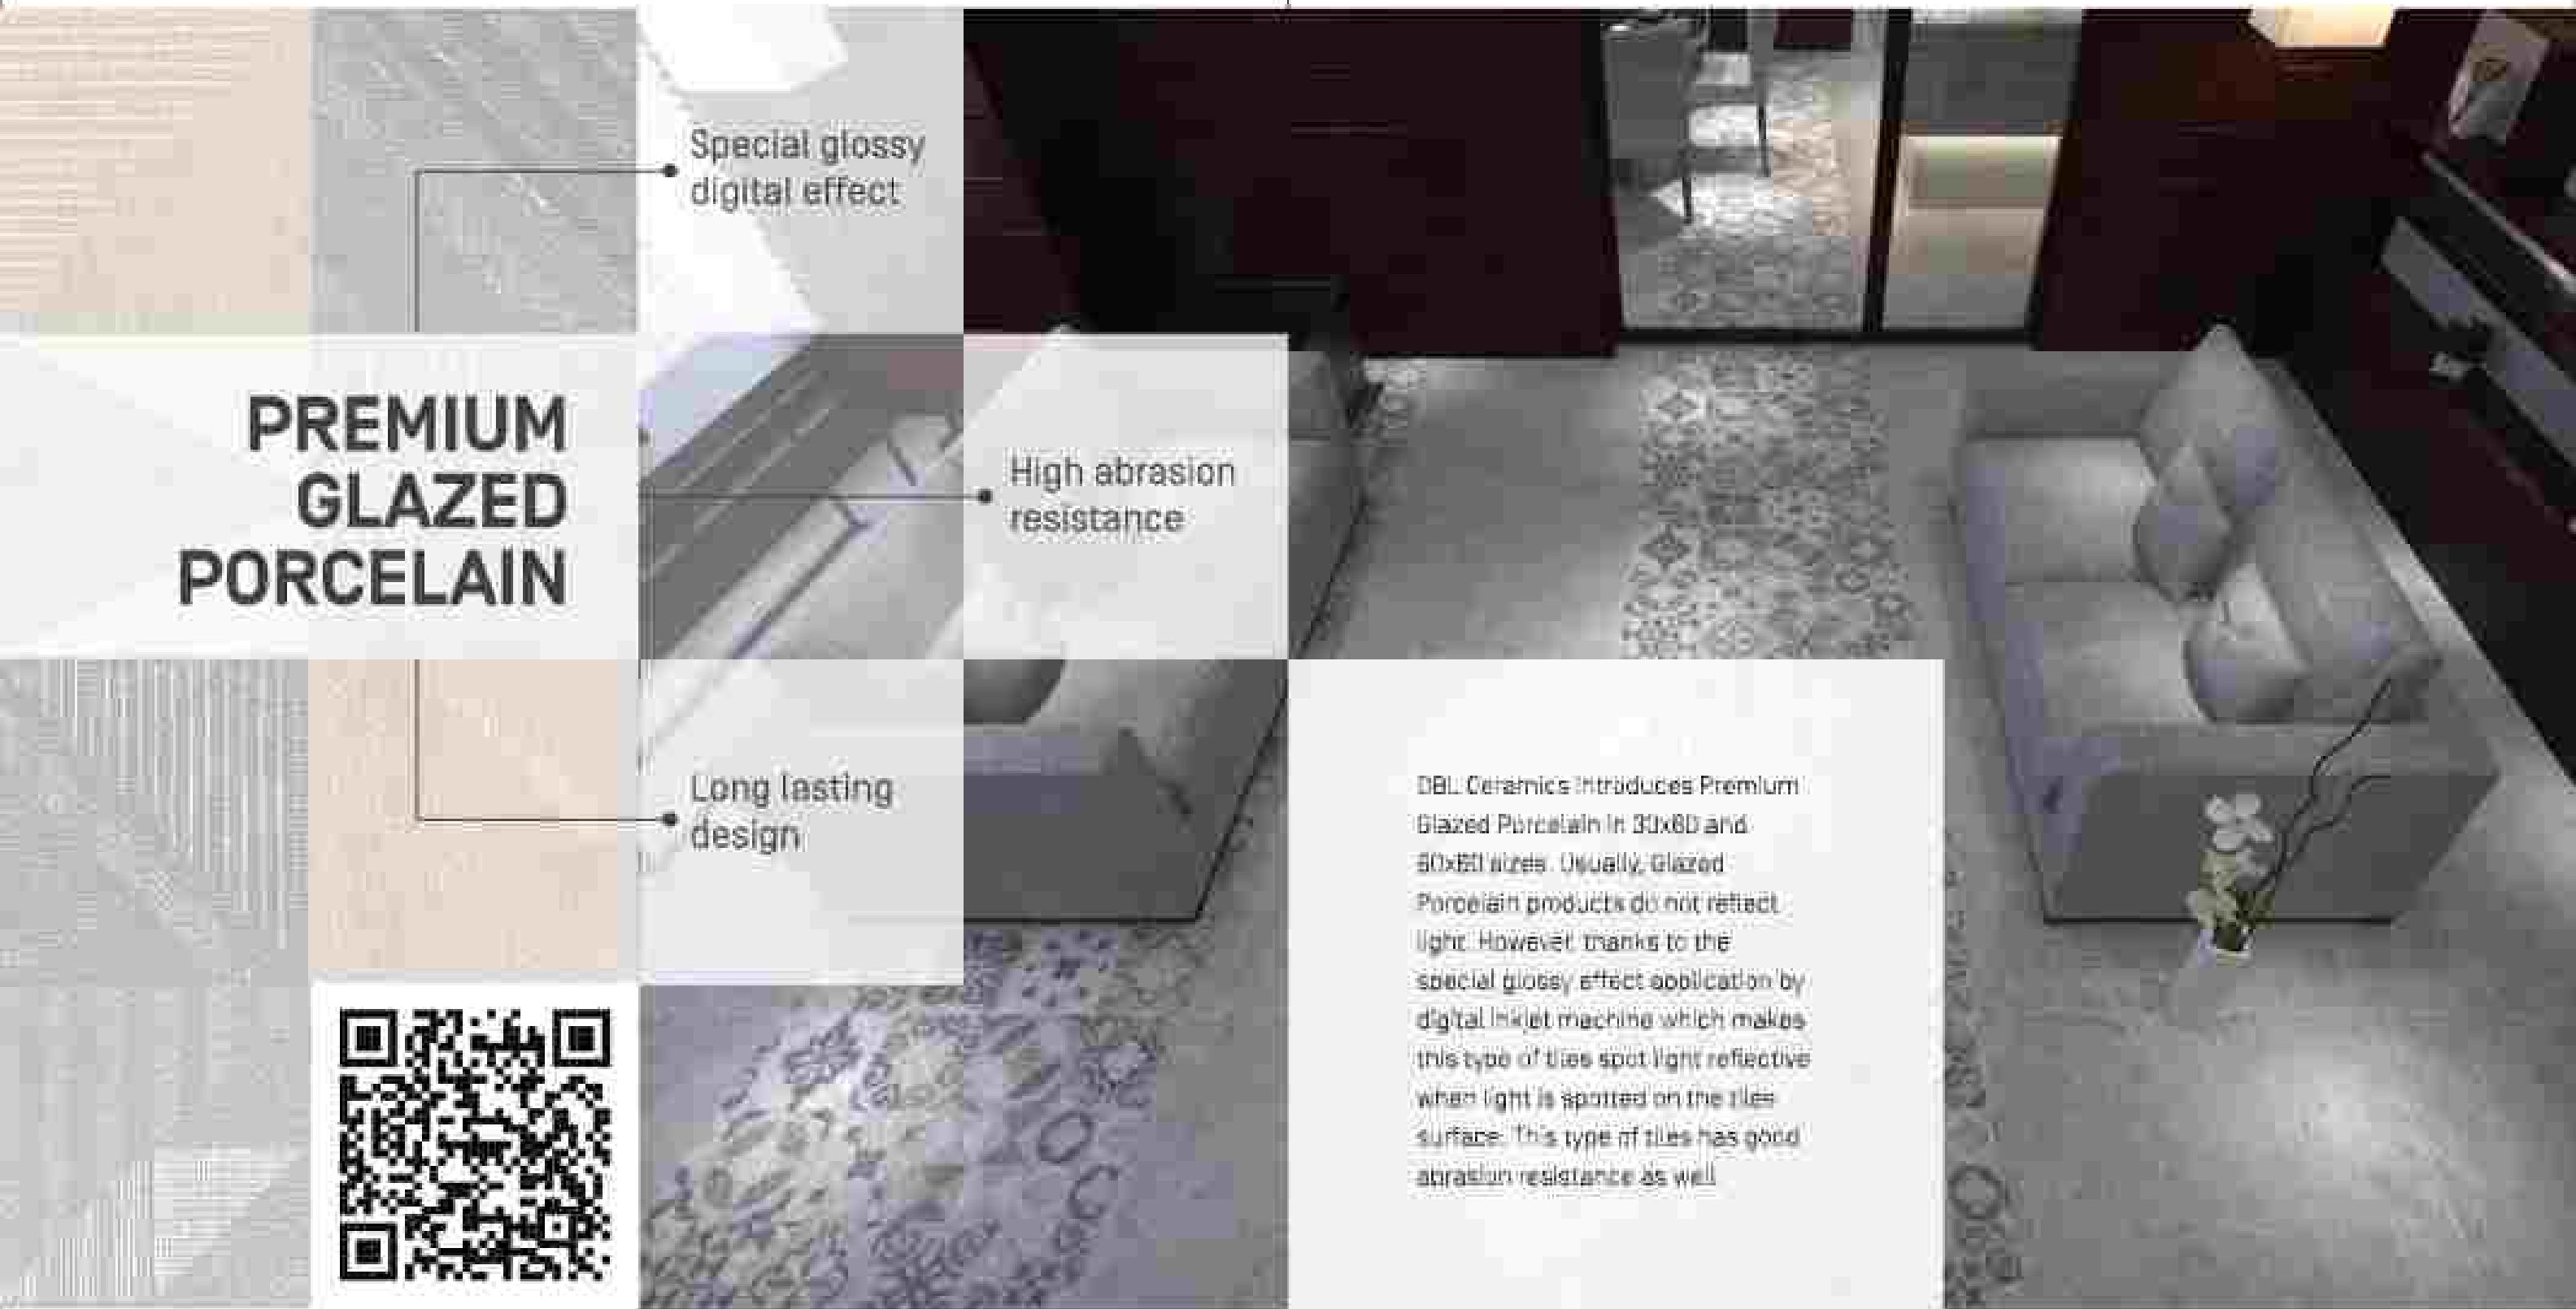 Special glossy
digital effect
PREMIUM
GLAZED
PORCELAIN
High abrasion
resistance
Long lasting
design
DBL Ceramics introduces Premium
Glazed Porcelain in 30x60 and
60x60 sizes. Usually, Glazed
Porcelain products do not reflect
light. However, thanks to the
special glossy effect application by
digital inkjet machine which makes
this type of tiles spot light reflective
when light is spotted on the tiles
surface. This type of tiles has good
abrasion resistance as well.